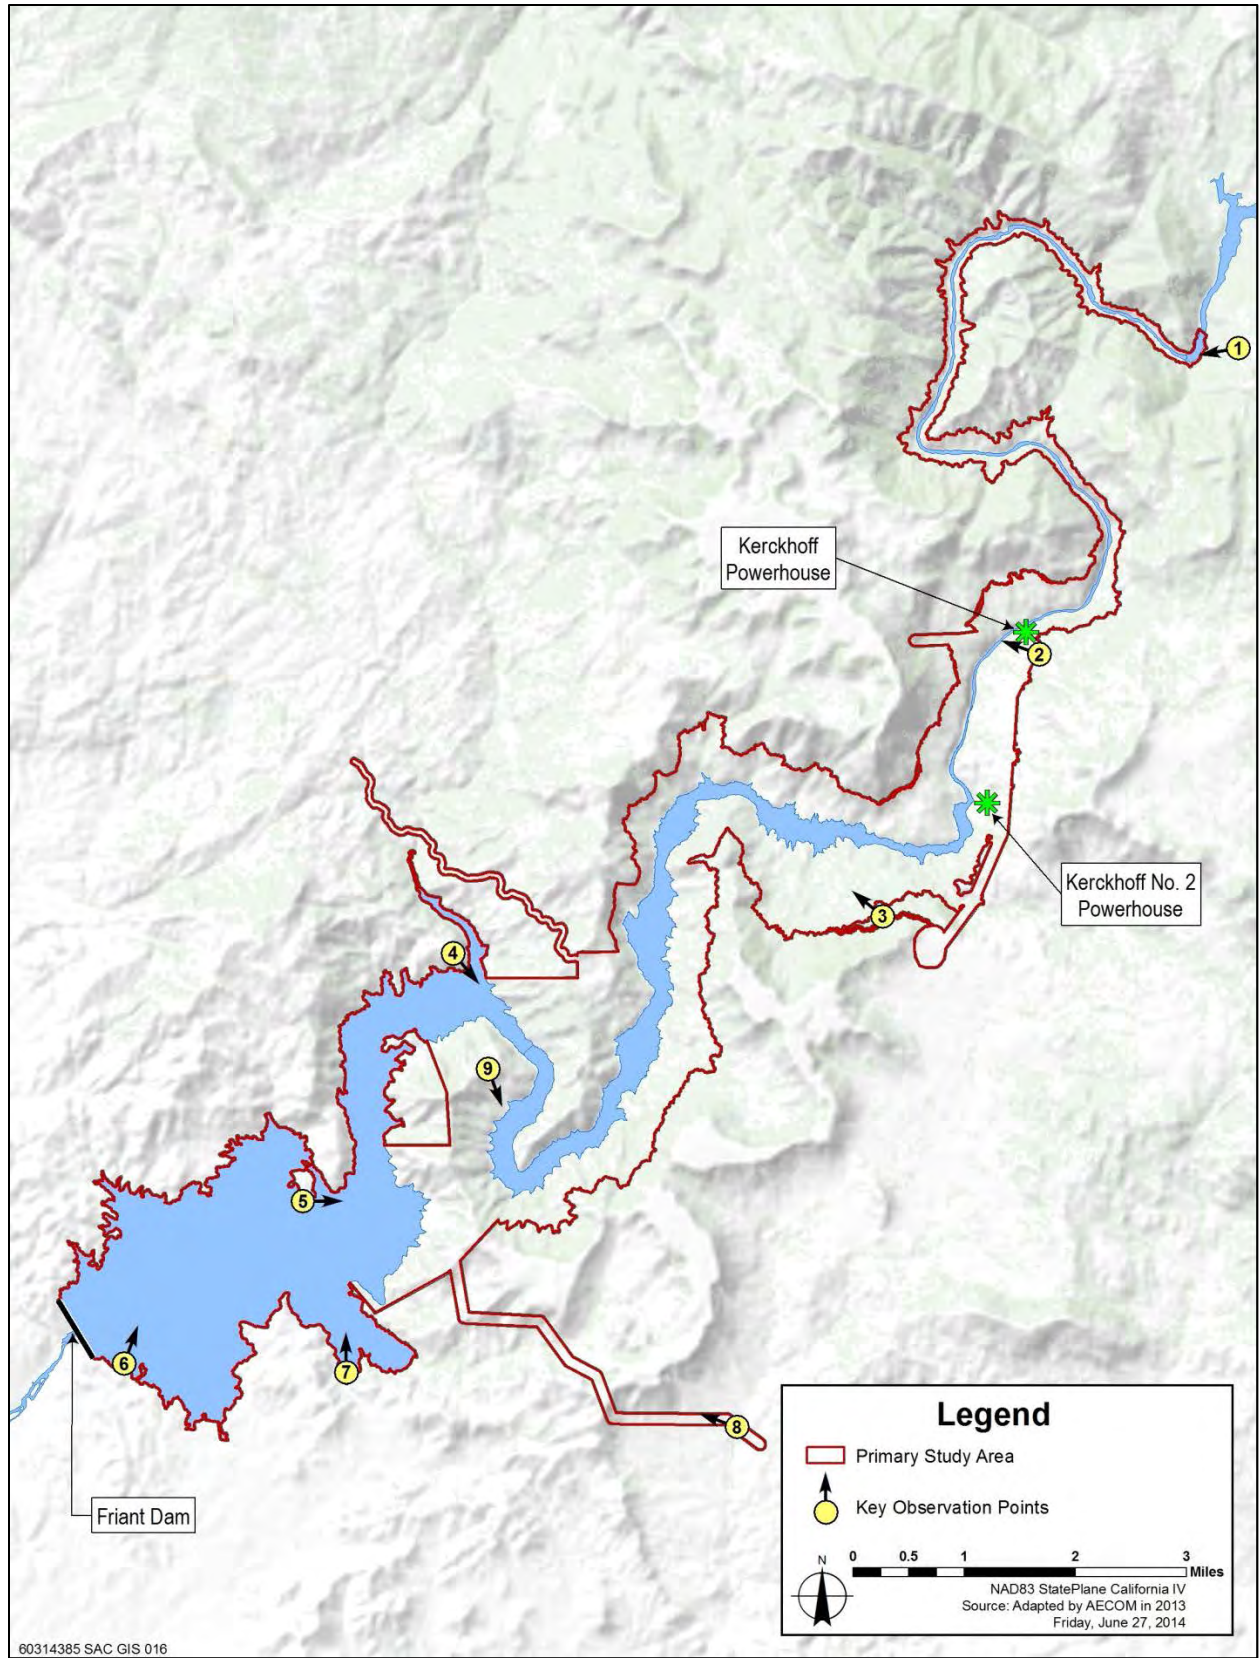 1
Kerckhoff
Powerhouse
2
Kerckhoff No. 2
Powerhouse
3
4
9
5
6
7
8
Friant Dam
Legend
Primary Study Area
Key Observation Points
N
0 0.5 1 2 3
Miles
NAD83 StatePlane California IV
Source: Adapted by AECOM in 2013
Friday, June 27, 2014
60314385 SAC GIS 016